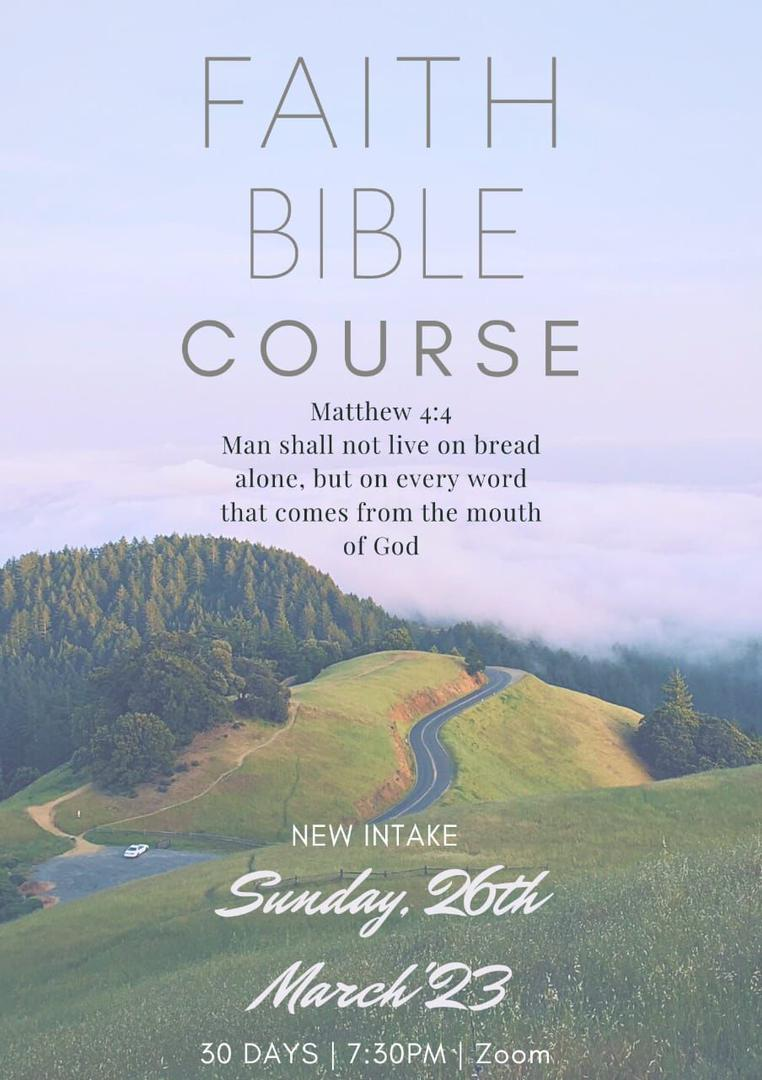 FAITH
BIBLE
COURSE
Matthew 4:4
Man shall not live on bread
alone, but on every word
that comes from the mouth
of God
NEW INTAKE
Sunday, 26th
March'23
30 DAYS | 7:30PM | Zoom